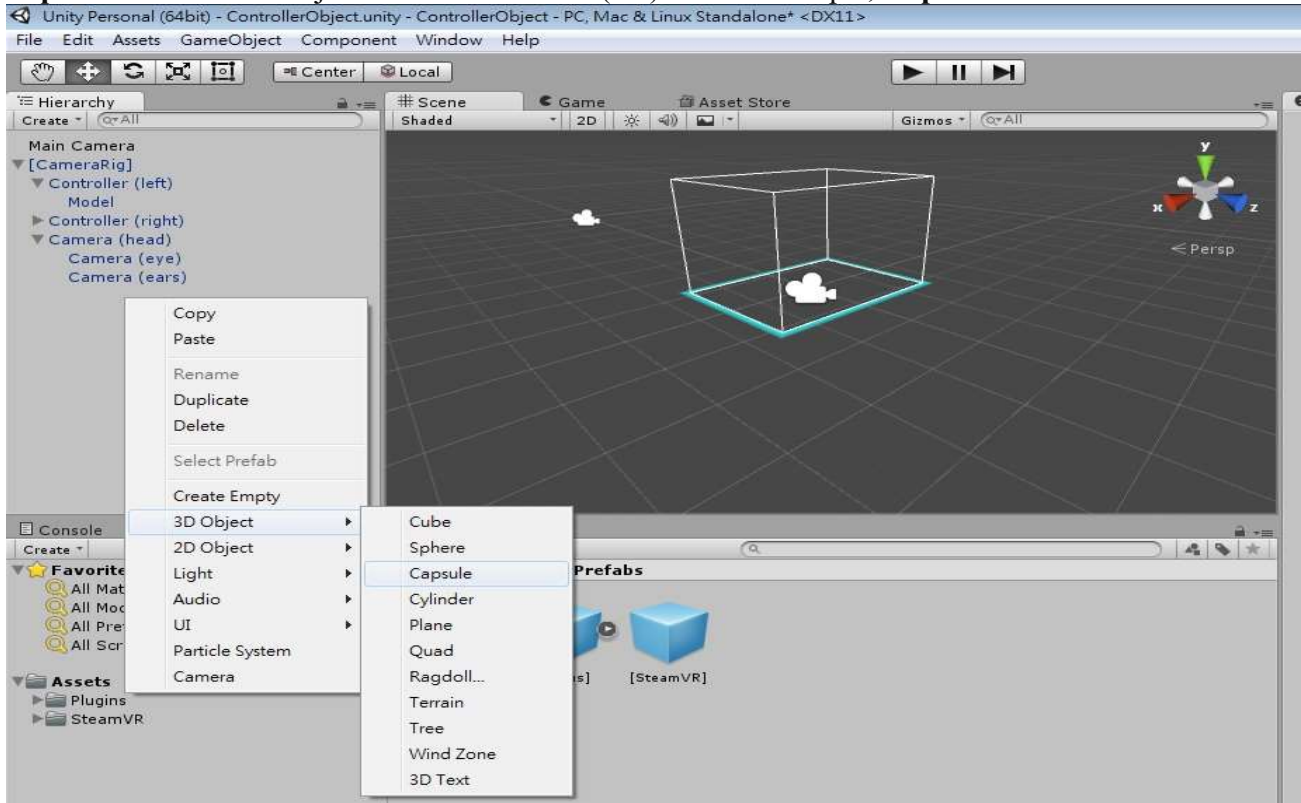 Unity Personal (64bit) - ControllerObject.unity - ControllerObject - PC, Mac & Linux Standalone* <DX11>
File Edit Assets GameObject Component Window Help
Center Local
Hierarchy
Create All
Main Camera
[CameraRig]
Controller (left)
Model
Controller (right)
Camera (head)
Camera (eye)
Camera (ears)
# Scene Game Asset Store
Shaded 2D Gizmos All
y
x z
Persp
Copy
Paste
Rename
Duplicate
Delete
Select Prefab
Create Empty
3D Object
2D Object
Light
Audio
UI
Particle System
Camera
Cube
Sphere
Capsule
Cylinder
Plane
Quad
Ragdoll...
Terrain
Tree
Wind Zone
3D Text
Console
Create
Favorite
All Mat
All Mod
All Pre
All Scr
Assets
Plugins
SteamVR
Prefabs
[SteamVR]